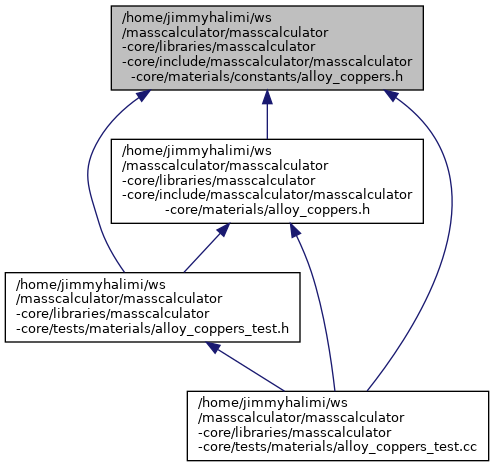 /home/jimmyhalimi/ws
/masscalculator/masscalculator
-core/libraries/masscalculator
-core/include/masscalculator/masscalculator
-core/materials/constants/alloy_coppers.h
/home/jimmyhalimi/ws
/masscalculator/masscalculator
-core/libraries/masscalculator
-core/include/masscalculator/masscalculator
-core/materials/alloy_coppers.h
/home/jimmyhalimi/ws
/masscalculator/masscalculator
-core/libraries/masscalculator
-core/tests/materials/alloy_coppers_test.h
/home/jimmyhalimi/ws
/masscalculator/masscalculator
-core/libraries/masscalculator
-core/tests/materials/alloy_coppers_test.cc